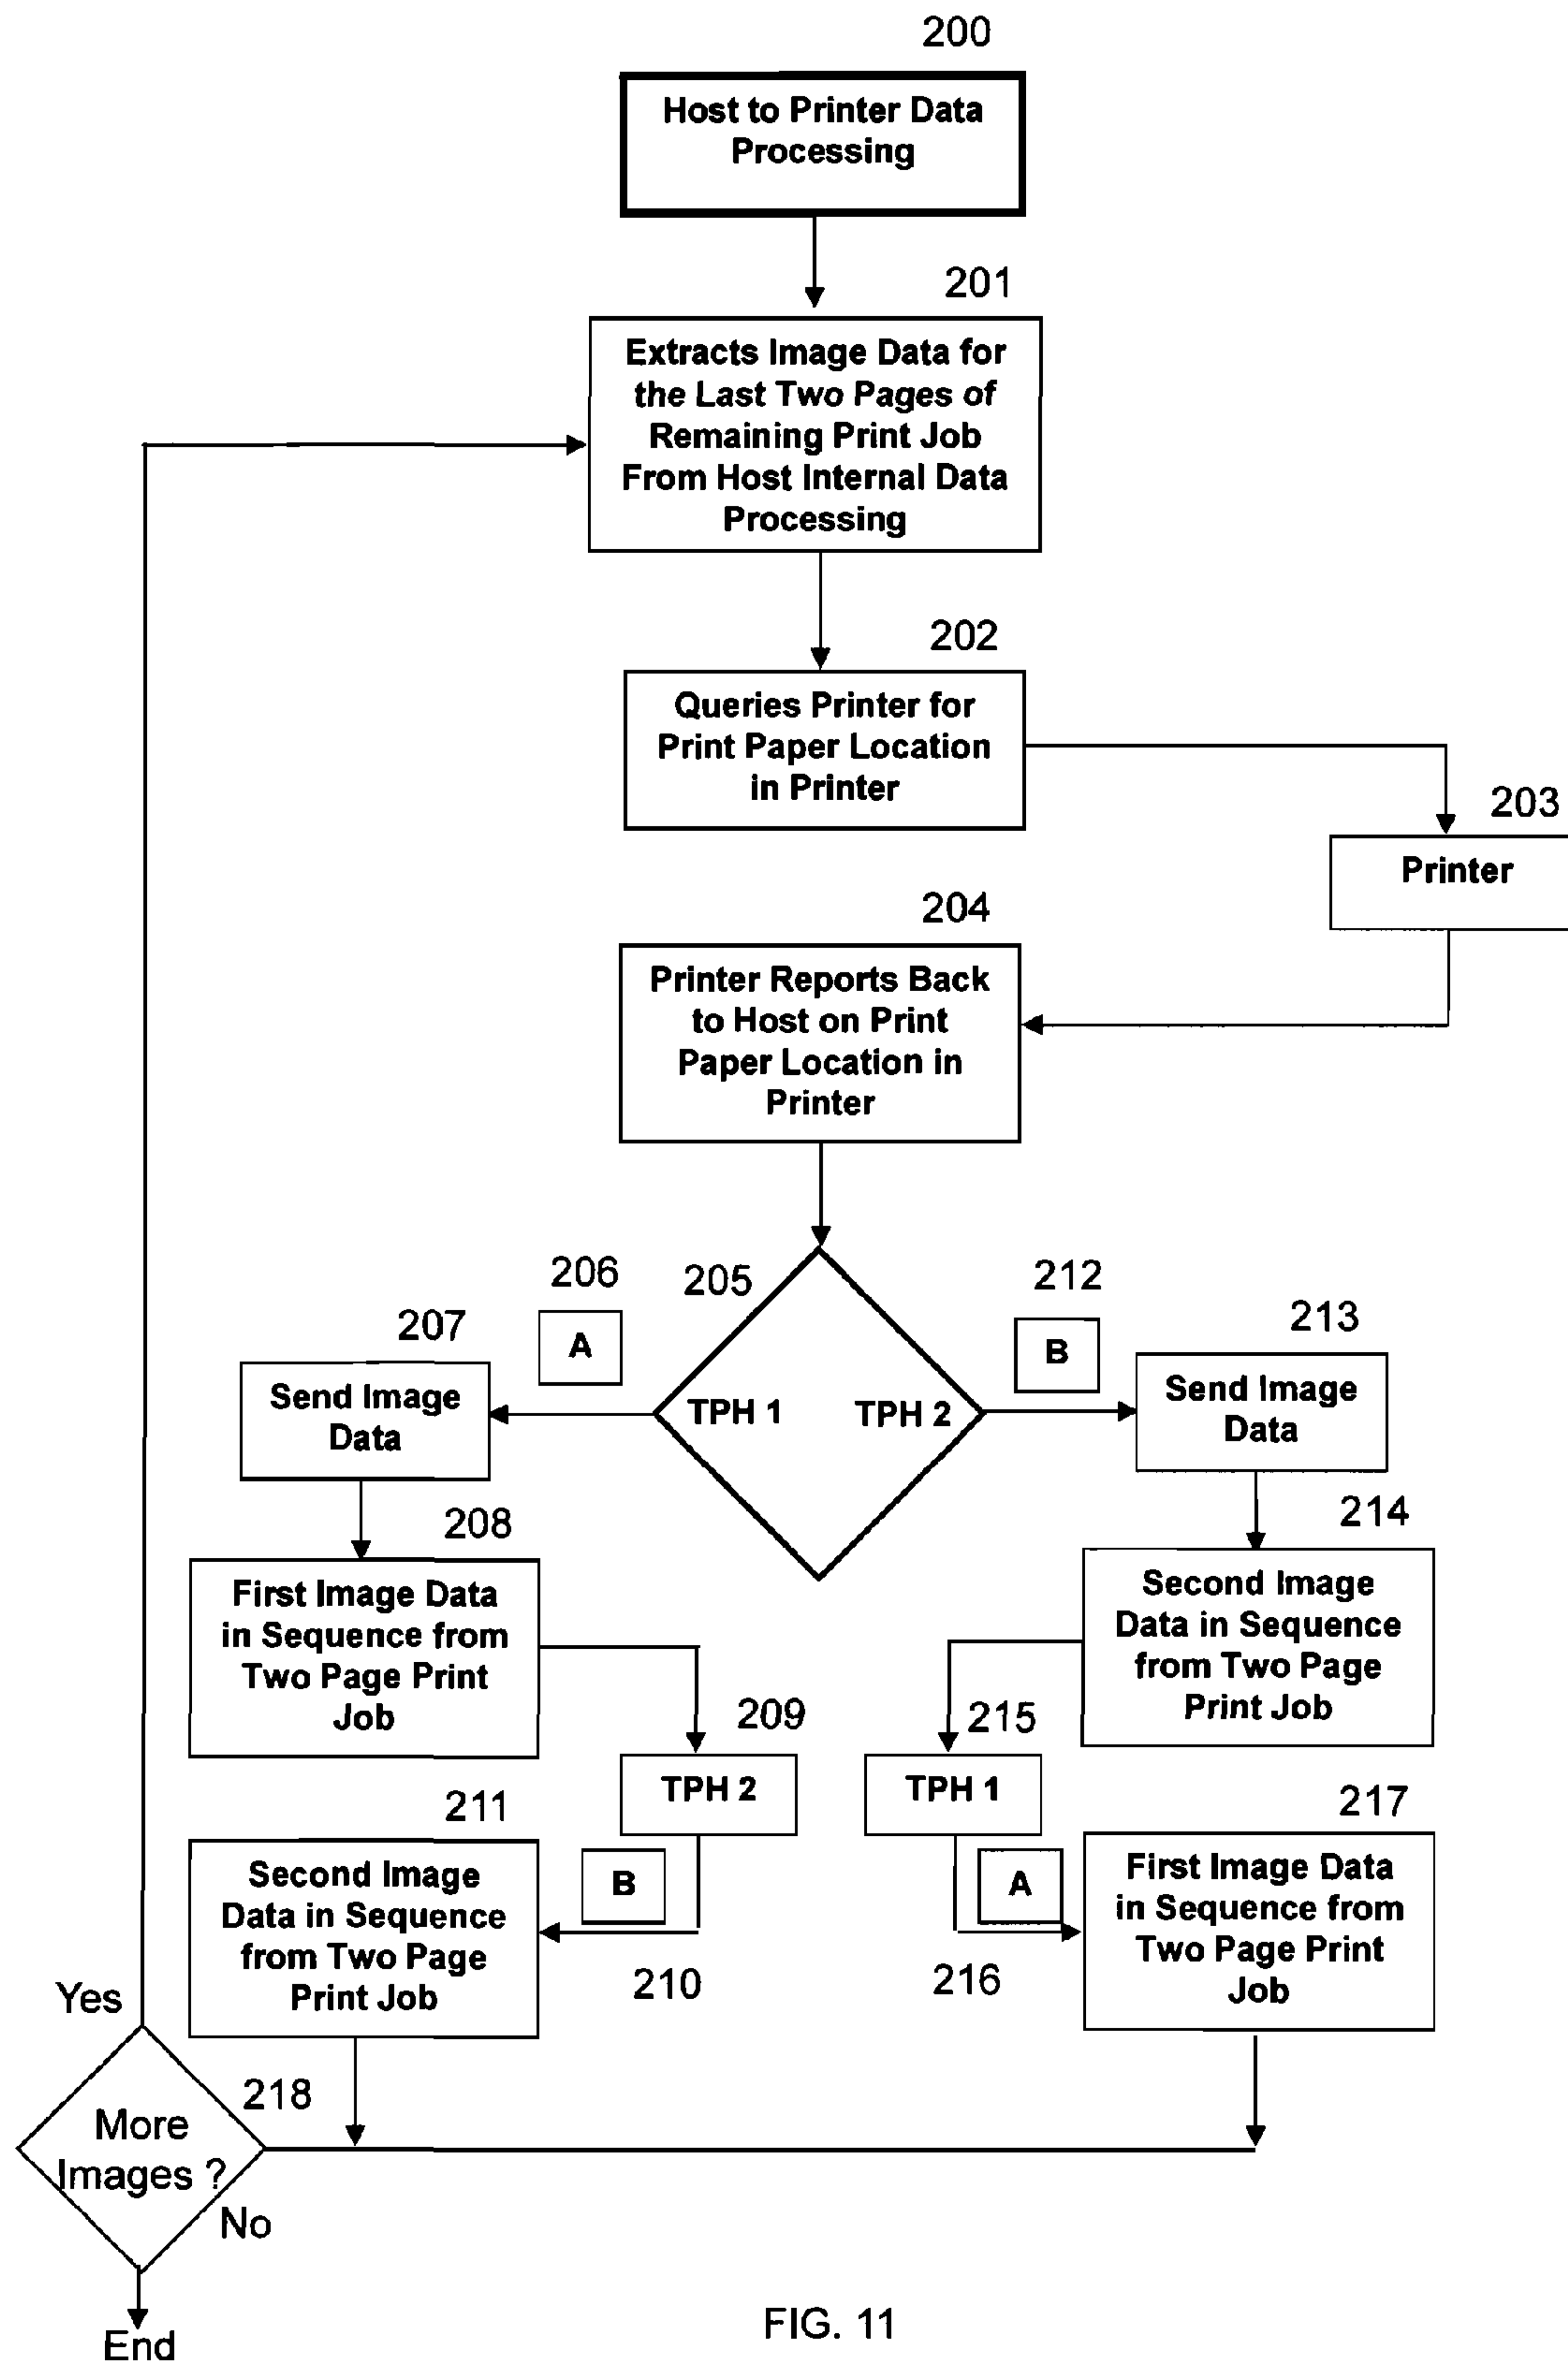 200
Host to Printer Data
Processing
201
Extracts Image Data for
the Last Two Pages of
Remaining Print Job
From Host Internal Data
Processing
202
Queries Printer for
Print Paper Location
in Printer
203
Printer
204
Printer Reports Back
to Host on Print
Paper Location in
Printer
205
TPH 1
TPH 2
206
A
207
Send Image
Data
208
First Image Data
in Sequence from
Two Page Print
Job
209
TPH 2
B
210
211
Second Image
Data in Sequence
from Two Page
Print Job
212
B
213
Send Image
Data
214
Second Image
Data in Sequence
from Two Page
Print Job
215
TPH 1
A
216
217
First Image Data
in Sequence from
Two Page Print
Job
218
More
Images ?
Yes
No
End
FIG. 11